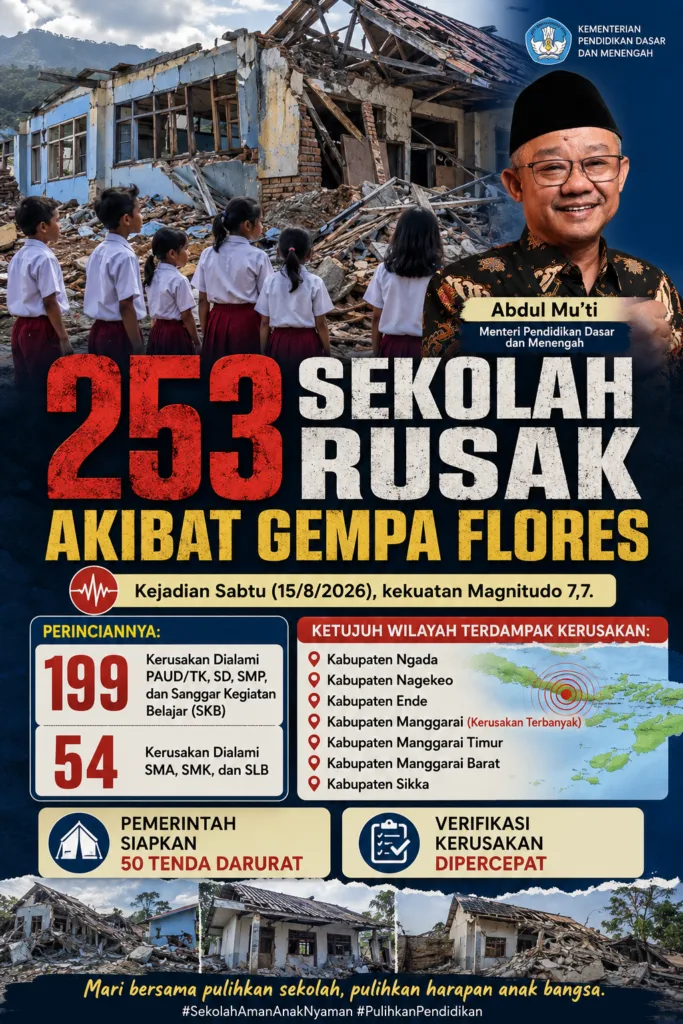 KEMENTERIAN
PENDIDIKAN DASAR
DAN MENENGAH
Abdul Mu'ti
Menteri Pendidikan Dasar
dan Menengah
253 SEKOLAH
RUSAK
AKIBAT GEMPA FLORES
Kejadian Sabtu (15/8/2026), kekuatan Magnitudo 7,7.
PERINCIANNYA:
199
Kerusakan Dialami
PAUD/TK, SD, SMP,
dan Sanggar Kegiatan
Belajar (SKB)
54
Kerusakan Dialami
SMA, SMK, dan SLB
KETUJUH WILAYAH TERDAMPAK KERUSAKAN:
Kabupaten Ngada
Kabupaten Nagekeo
Kabupaten Ende
Kabupaten Manggarai (Kerusakan Terbanyak)
Kabupaten Manggarai Timur
Kabupaten Manggarai Barat
Kabupaten Sikka
PEMERINTAH
SIAPKAN
50 TENDA DARURAT
VERIFIKASI
KERUSAKAN
DIPERCEPAT
Mari bersama pulihkan sekolah, pulihkan harapan anak bangsa.
#SekolahAmanAnakNyaman #PulihkanPendidikan